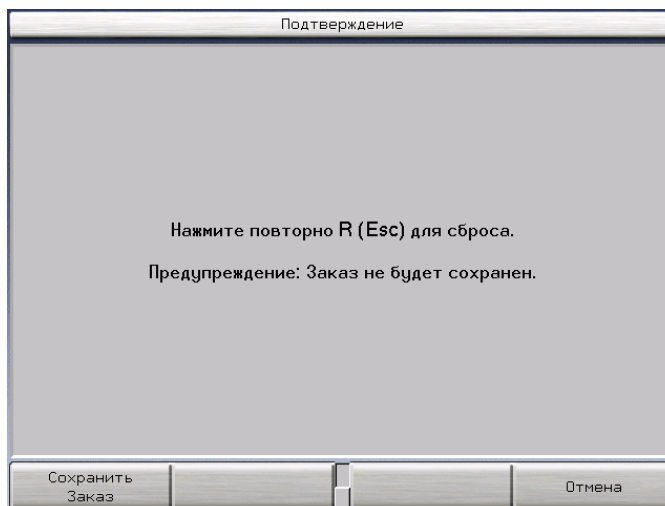 Подтверждение
Нажмите повторно R (Esc) для сброса.
Предупреждение: Заказ не будет сохранен.
Сохранить
Заказ
Отмена